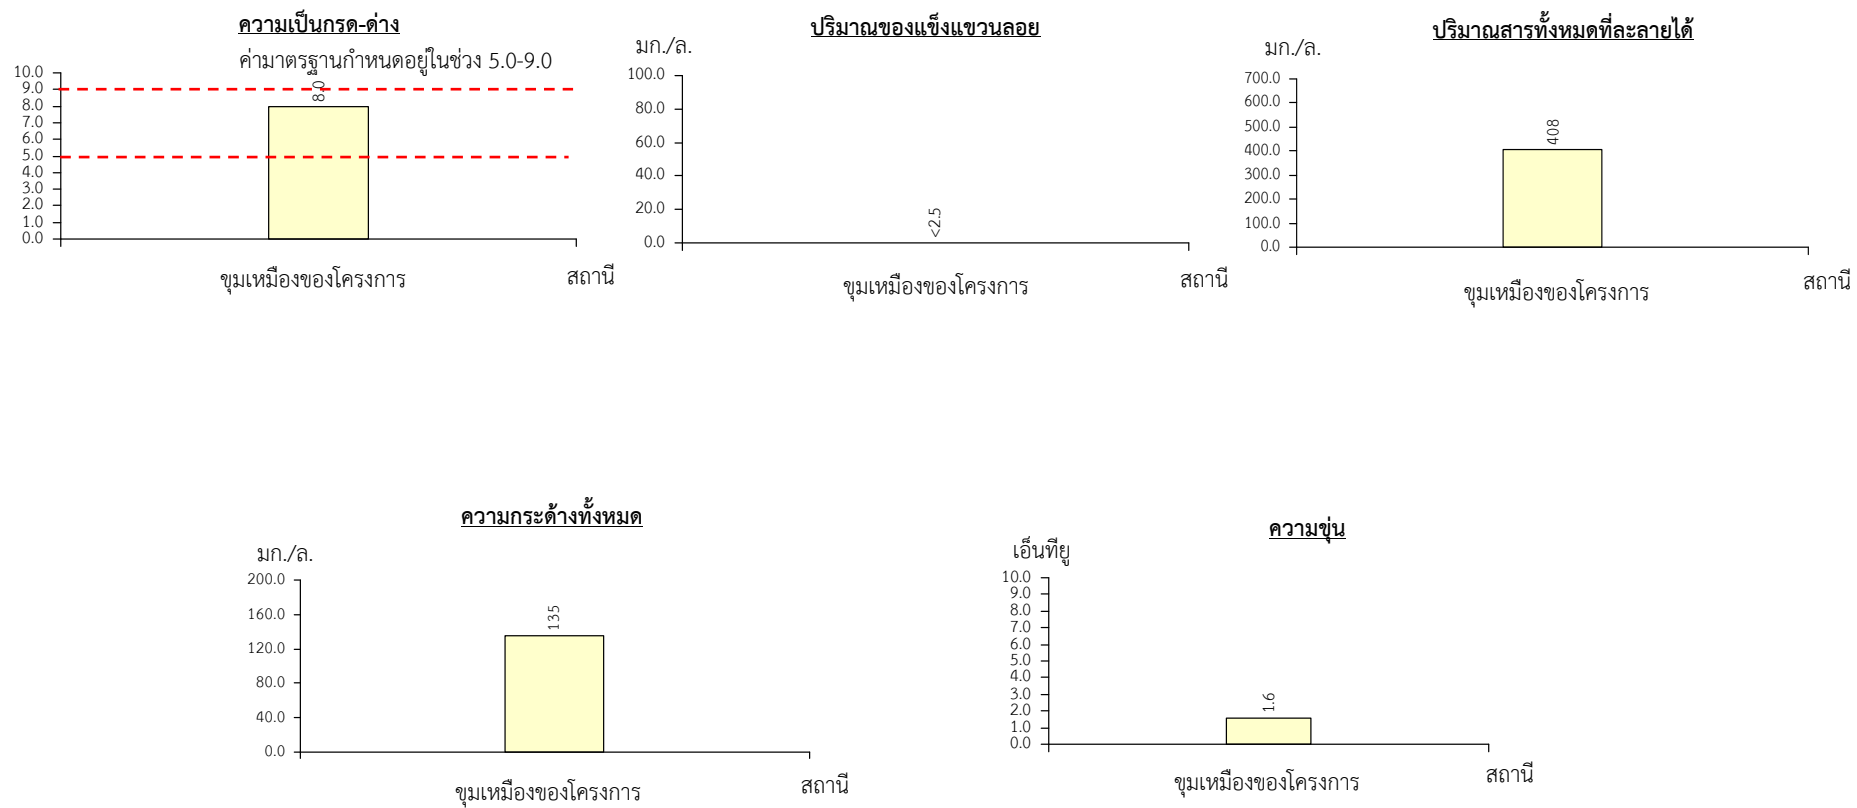 ความเป็นกรด-ด่าง
ค่ามาตรฐานกำหนดอยู่ในช่วง 5.0-9.0
10.0
9.0
8.0
7.0
6.0
5.0
4.0
3.0
2.0
1.0
0.0
8.0
ขุมเหมืองของโครงการ
สถานี
ปริมาณของแข็งแขวนลอย
มก./ล.
100.0
80.0
60.0
40.0
20.0
0.0
<2.5
ขุมเหมืองของโครงการ
สถานี
ปริมาณสารทั้งหมดที่ละลายได้
มก./ล.
700.0
600.0
500.0
400.0
300.0
200.0
100.0
0.0
408
ขุมเหมืองของโครงการ
สถานี
ความกระด้างทั้งหมด
มก./ล.
200.0
160.0
120.0
80.0
40.0
0.0
135
ขุมเหมืองของโครงการ
สถานี
ความขุ่น
เอ็นทียู
10.0
9.0
8.0
7.0
6.0
5.0
4.0
3.0
2.0
1.0
0.0
1.6
ขุมเหมืองของโครงการ
สถานี